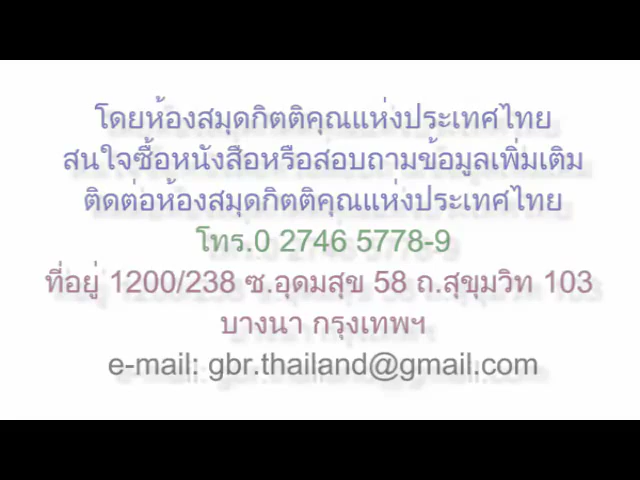 โดยห้องสมุดกิตติคุณแห่งประเทศไทย
สนใจซื้อหนังสือหรือสอบถามข้อมูลเพิ่มเติม
ติดต่อห้องสมุดกิตติคุณแห่งประเทศไทย
โทร.0 2746 5778-9
ที่อยู่ 1200/238 ซ.อุดมสุข 58 ถ.สุขุมวิท 103
บางนา กรุงเทพฯ
e-mail: gbr.thailand@gmail.com